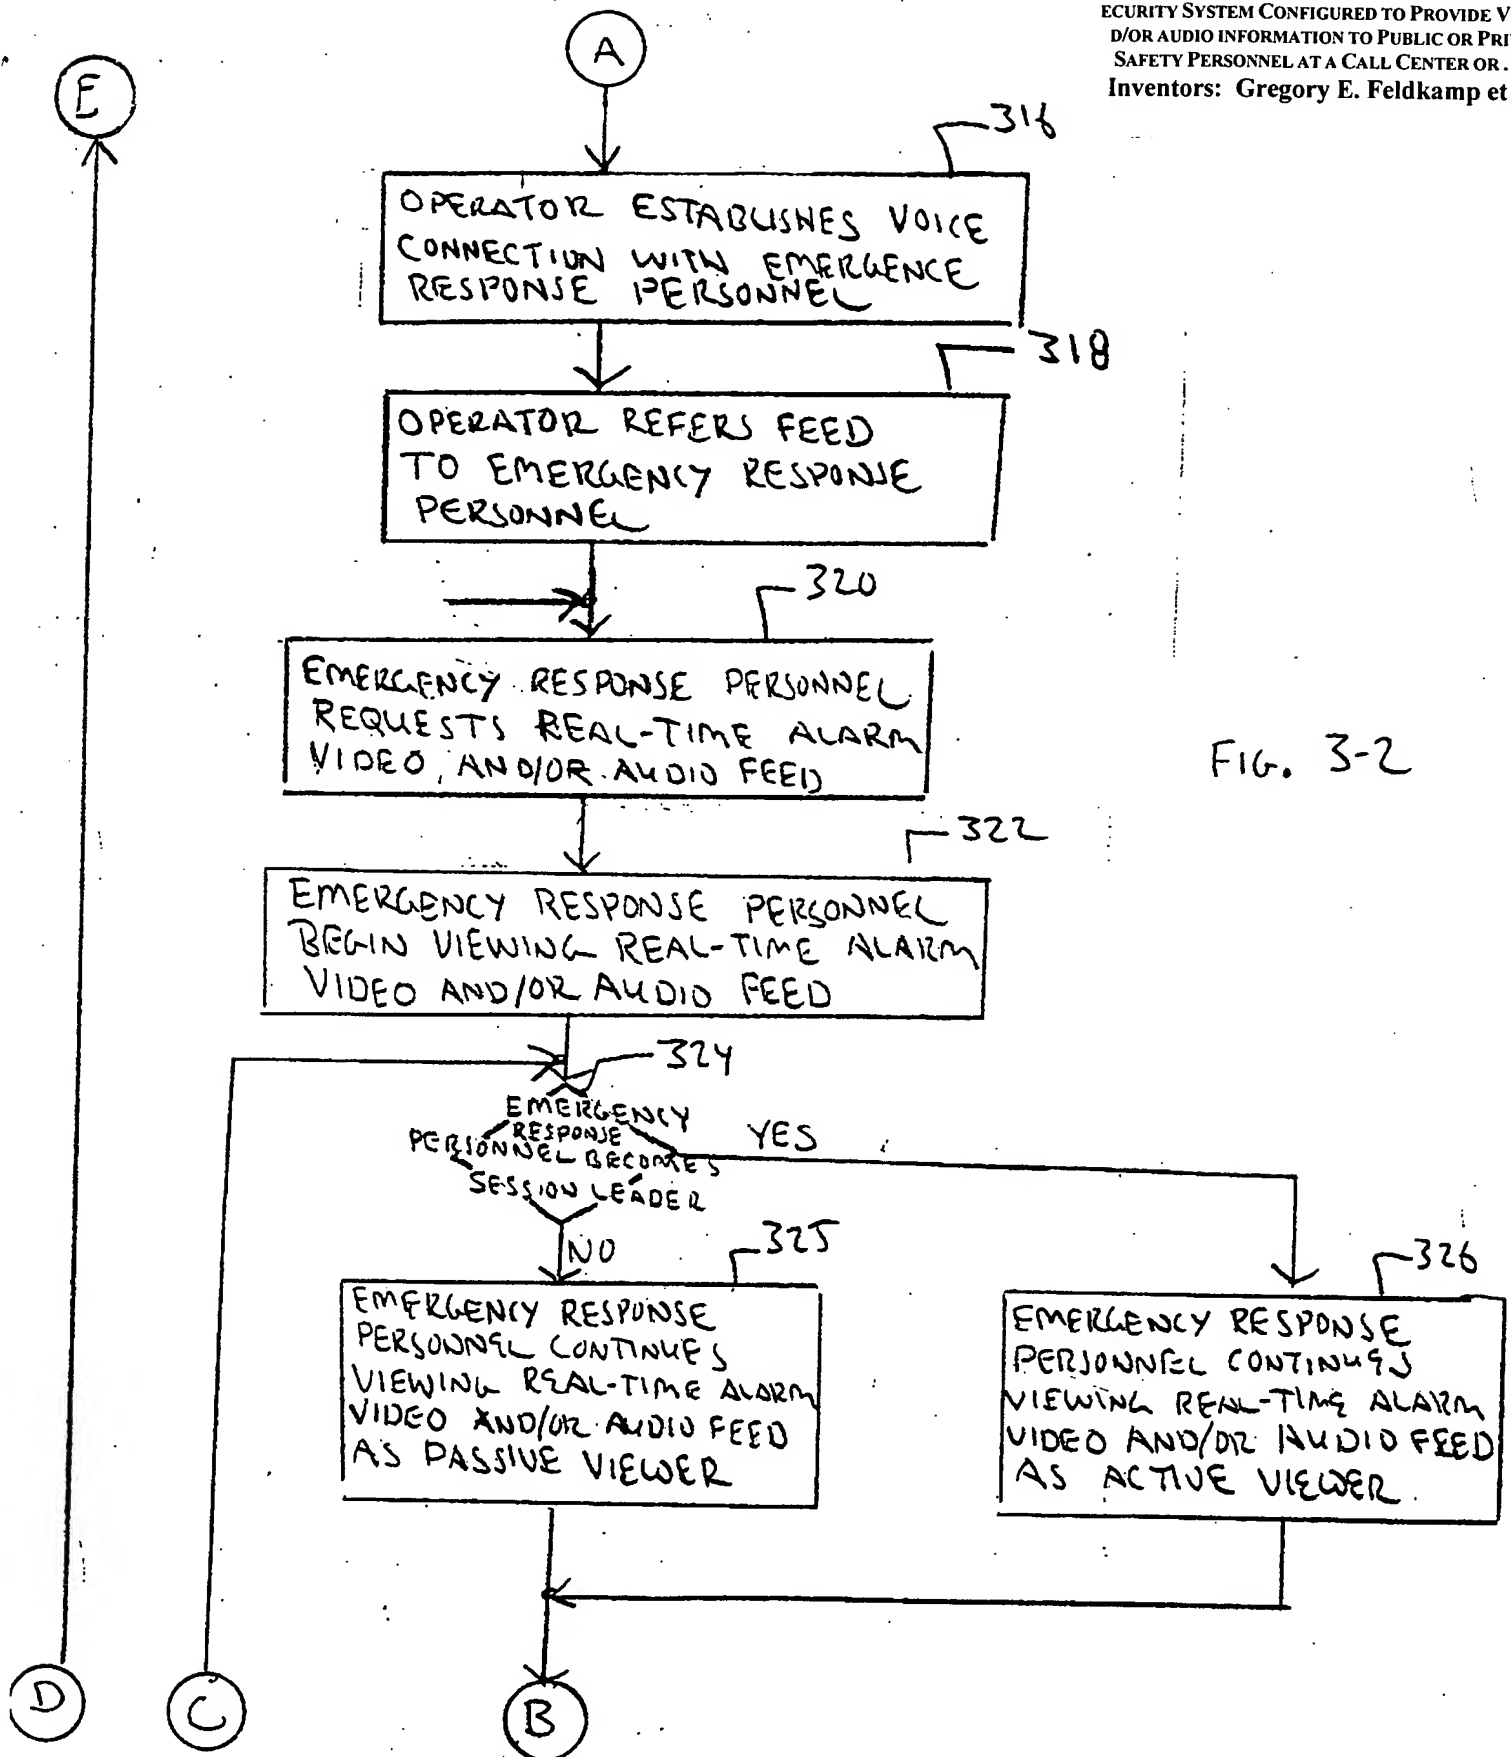 ECURITY SYSTEM CONFIGURED TO PROVIDE V
D/OR AUDIO INFORMATION TO PUBLIC OR PRI
SAFETY PERSONNEL AT A CALL CENTER OR .
Inventors: Gregory E. Feldkamp et
A
E
316
OPERATOR ESTABLISHES VOICE
CONNECTION WITH EMERGENCE
RESPONSE PERSONNEL
318
OPERATOR REFERS FEED
TO EMERGENCY RESPONSE
PERSONNEL
320
EMERGENCY RESPONSE PERSONNEL
REQUESTS REAL-TIME ALARM
VIDEO, AND/OR AUDIO FEED
FIG. 3-2
322
EMERGENCY RESPONSE PERSONNEL
BEGIN VIEWING REAL-TIME ALARM
VIDEO AND/OR AUDIO FEED
324
EMERGENCY
RESPONSE
PERSONNEL BECOMES
SESSION LEADER
YES
NO
325
EMERGENCY RESPONSE
PERSONNEL CONTINUES
VIEWING REAL-TIME ALARM
VIDEO AND/OR AUDIO FEED
AS PASSIVE VIEWER
326
EMERGENCY RESPONSE
PERSONNEL CONTINUES
VIEWING REAL-TIME ALARM
VIDEO AND/OR AUDIO FEED
AS ACTIVE VIEWER
D
C
B